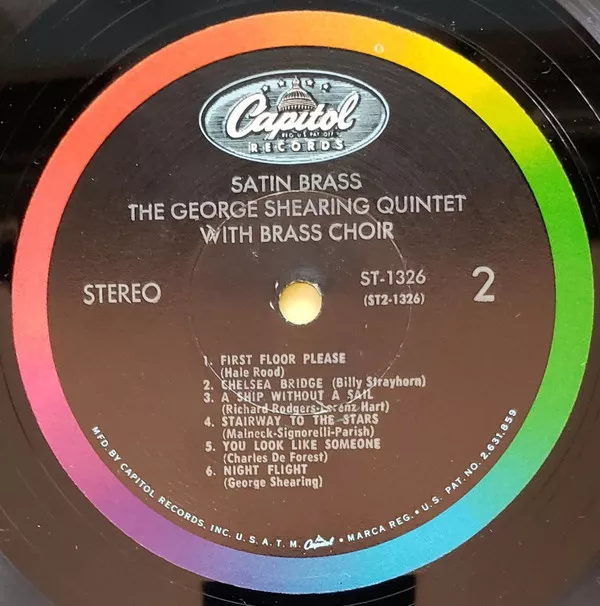 Capitol
REG. U.S. PAT. OFF.
RECORDS
SATIN BRASS
THE GEORGE SHEARING QUINTET
WITH BRASS CHOIR
STEREO
ST-1326
(ST2-1326)
2
1. FIRST FLOOR PLEASE
(Hale Rood)
2. CHELSEA BRIDGE (Billy Strayhorn)
3. A SHIP WITHOUT A SAIL
(Richard Rodgers-Lorenz Hart)
4. STAIRWAY TO THE STARS
(Malneck-Signorelli-Parish)
5. YOU LOOK LIKE SOMEONE
(Charles De Forest)
6. NIGHT FLIGHT
(George Shearing)
MFD. BY CAPITOL RECORDS, INC. U. S. A. T. M. Capitol • MARCA REG. • U. S. PAT. NO. 2,631,859